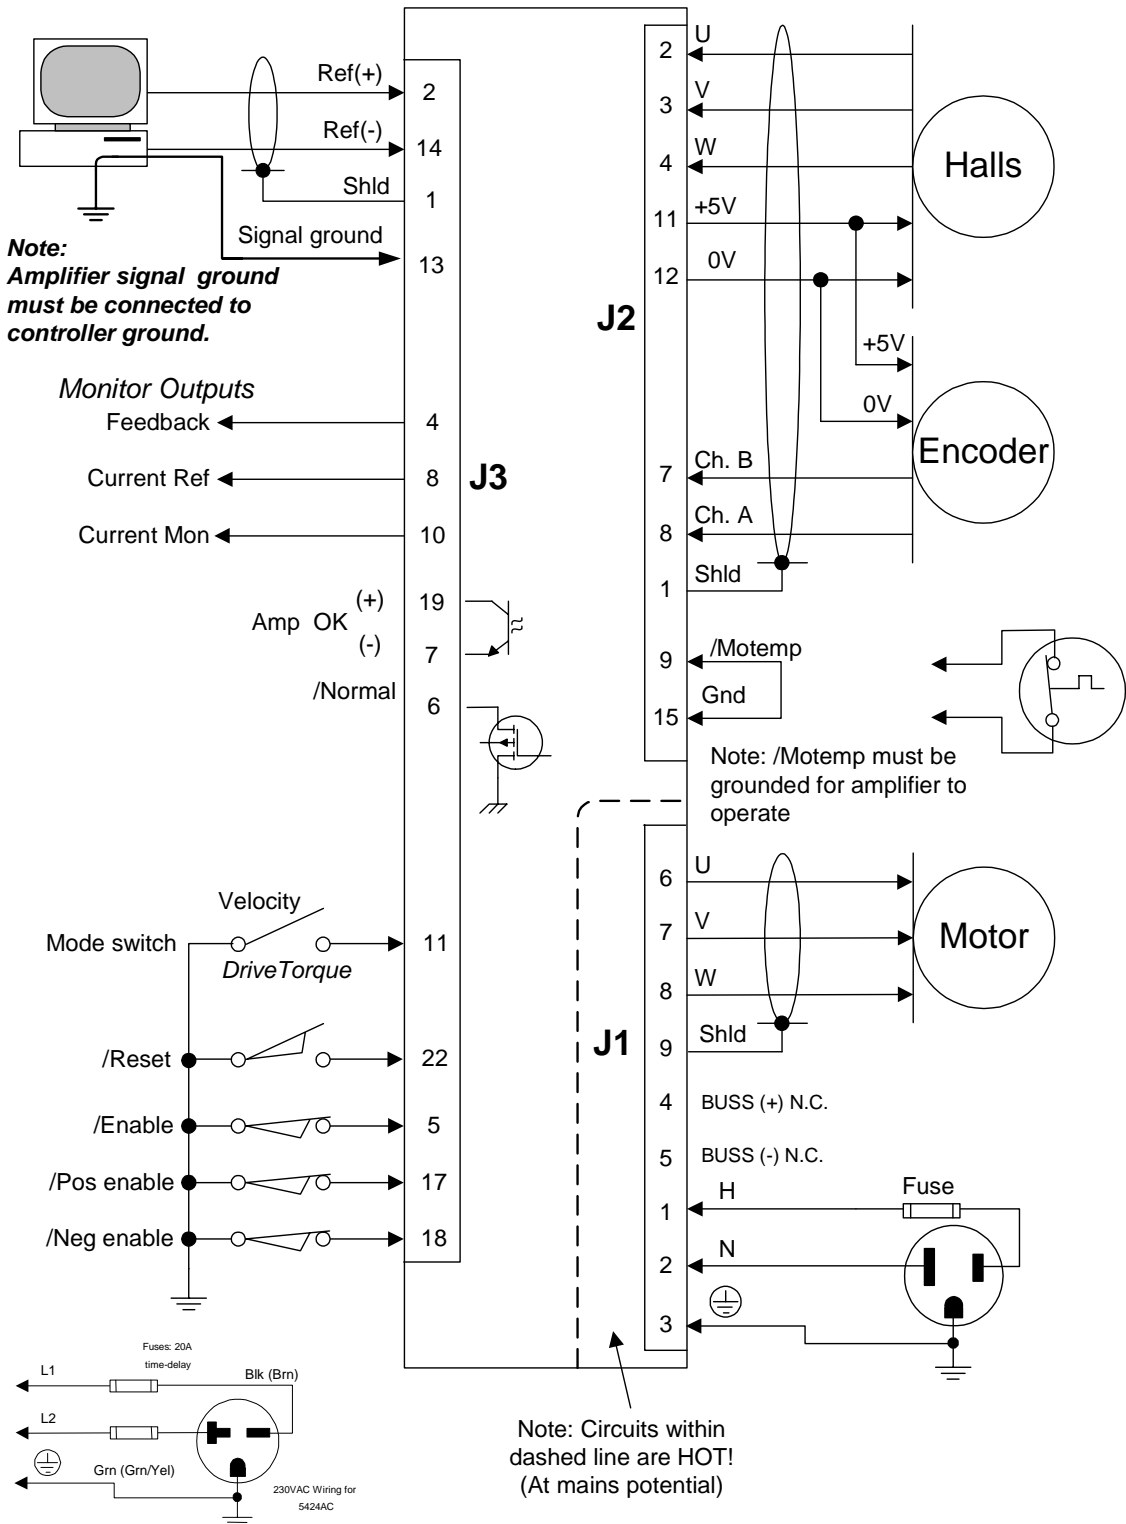 Ref(+)
2
Ref(-)
14
Shld
1
Signal ground
13
Note:
Amplifier signal ground
must be connected to
controller ground.
Monitor Outputs
Feedback
4
Current Ref
8
J3
Current Mon
10
Amp OK
(+)
19
(-)
7
/Normal
6
Velocity
Mode switch
11
DriveTorque
/Reset
22
/Enable
5
/Pos enable
17
/Neg enable
18
J2
2
U
3
V
4
W
11
+5V
12
0V
Halls
+5V
0V
Encoder
7
Ch. B
8
Ch. A
1
Shld
9
/Motemp
15
Gnd
Note: /Motemp must be
grounded for amplifier to
operate
J1
6
U
7
V
8
W
9
Shld
Motor
4
BUSS (+) N.C.
5
BUSS (-) N.C.
1
H
Fuse
2
N
3
Note: Circuits within
dashed line are HOT!
(At mains potential)
Fuses: 20A
time-delay
L1
Blk (Brn)
L2
Grn (Grn/Yel)
230VAC Wiring for
5424AC